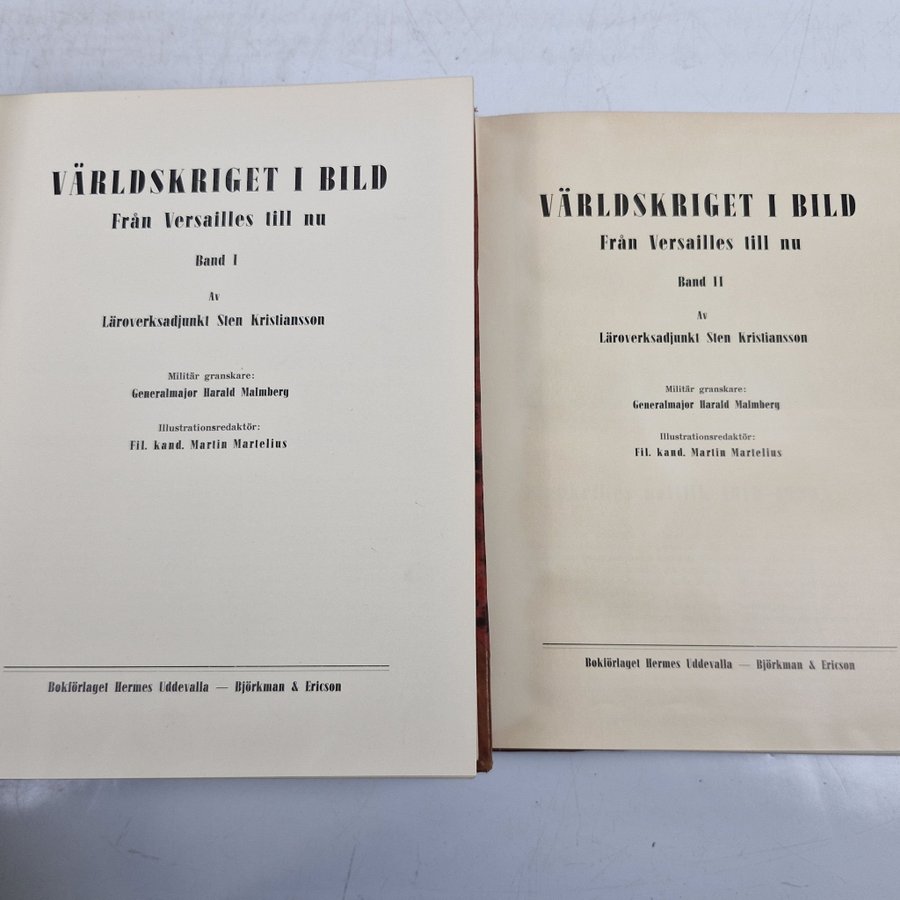 VÄRLDSKRIGET I BILD
Från Versailles till nu
Band I
Av
Läroverksadjunkt Sten Kristiansson
Militär granskare:
Generalmajor Harald Malmberg
Illustrationsredaktör:
Fil. kand. Martin Martelius
Bokförlaget Hermes Uddevalla — Björkman & Ericson
VÄRLDSKRIGET I BILD
Från Versailles till nu
Band II
Av
Läroverksadjunkt Sten Kristiansson
Militär granskare:
Generalmajor Harald Malmberg
Illustrationsredaktör:
Fil. kand. Martin Martelius
Bokförlaget Hermes Uddevalla — Björkman & Ericson